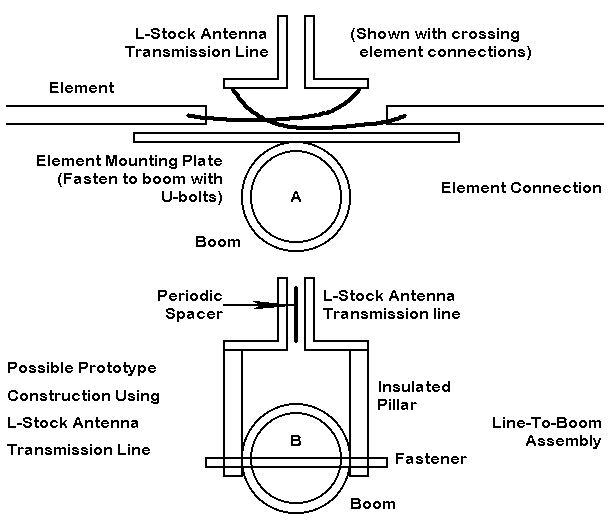 L-Stock Antenna
Transmission Line
(Shown with crossing
element connections)
Element
Element Mounting Plate
(Fasten to boom with
U-bolts)
A
Element Connection
Boom
Periodic
Spacer
L-Stock Antenna
Transmission line
Possible Prototype
Construction Using
L-Stock Antenna
Transmission Line
Insulated
Pillar
B
Line-To-Boom
Assembly
Fastener
Boom